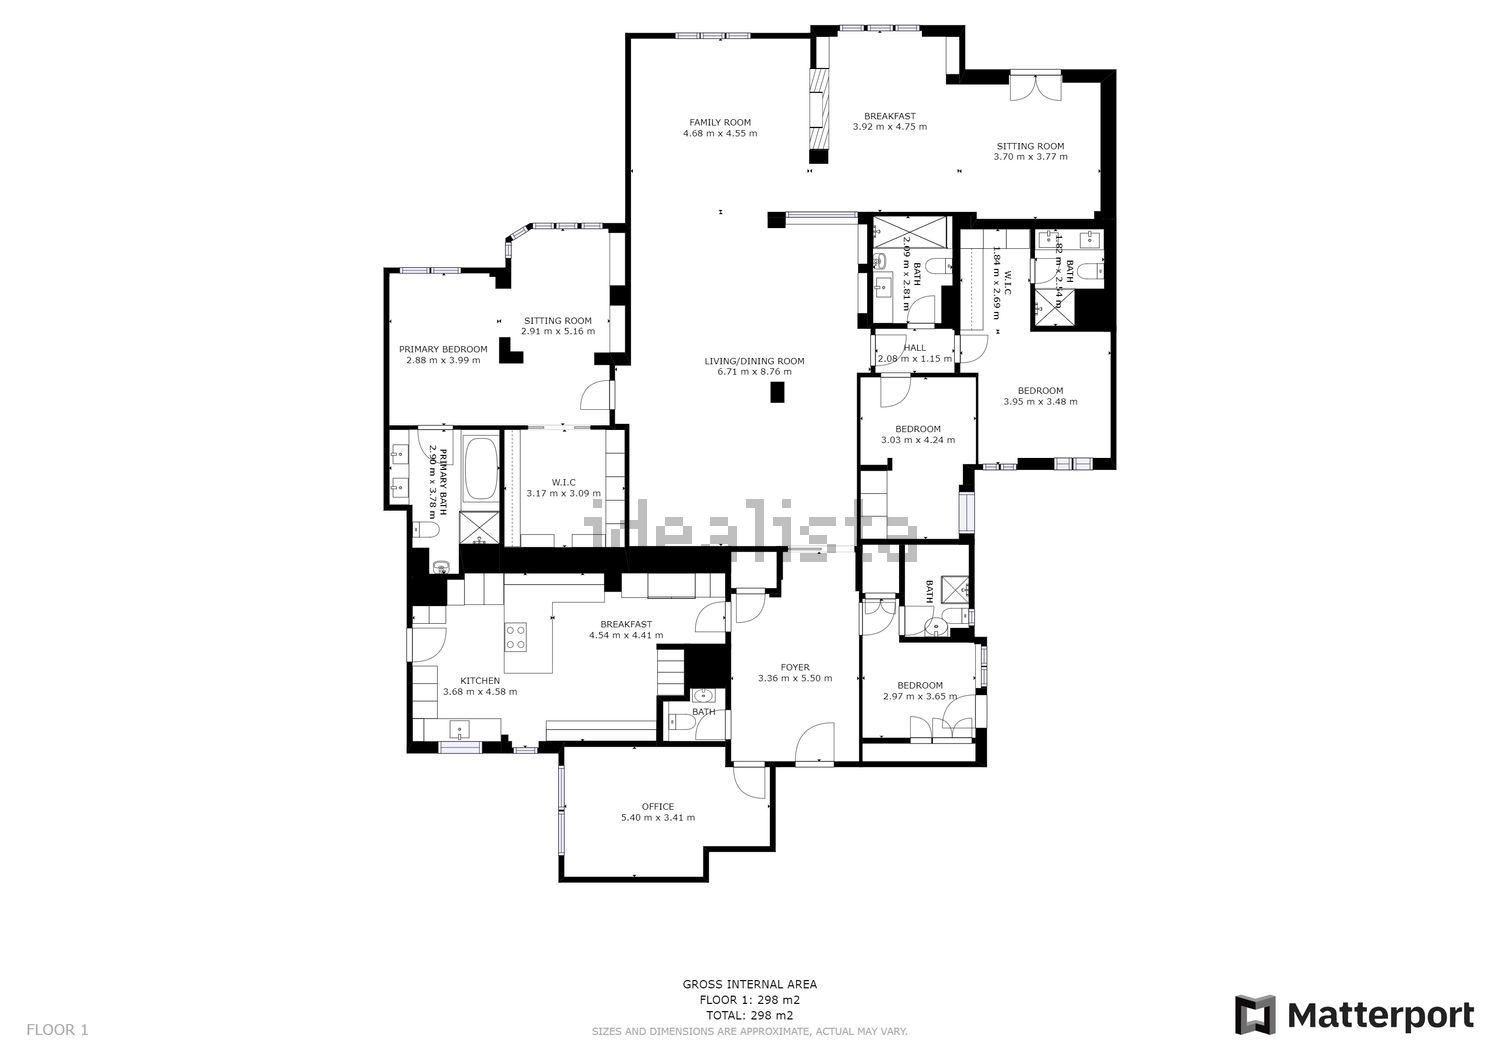 FAMILY ROOM
4.68 m x 4.55 m
BREAKFAST
3.92 m x 4.75 m
SITTING ROOM
3.70 m x 3.77 m
BATH
2.09 m x 2.81 m
W.I.C
1.84 m x 2.69 m
BATH
1.82 m x 2.54 m
SITTING ROOM
2.91 m x 5.16 m
PRIMARY BEDROOM
2.88 m x 3.99 m
LIVING/DINING ROOM
6.71 m x 8.76 m
HALL
2.08 m x 1.15 m
BEDROOM
3.95 m x 3.48 m
BEDROOM
3.03 m x 4.24 m
PRIMARY BATH
2.90 m x 3.78 m
W.I.C
3.17 m x 3.09 m
idealista
BATH
BREAKFAST
4.54 m x 4.41 m
KITCHEN
3.68 m x 4.58 m
FOYER
3.36 m x 5.50 m
BEDROOM
2.97 m x 3.65 m
BATH
OFFICE
5.40 m x 3.41 m
GROSS INTERNAL AREA
FLOOR 1: 298 m2
TOTAL: 298 m2
SIZES AND DIMENSIONS ARE APPROXIMATE, ACTUAL MAY VARY.
FLOOR 1
Matterport